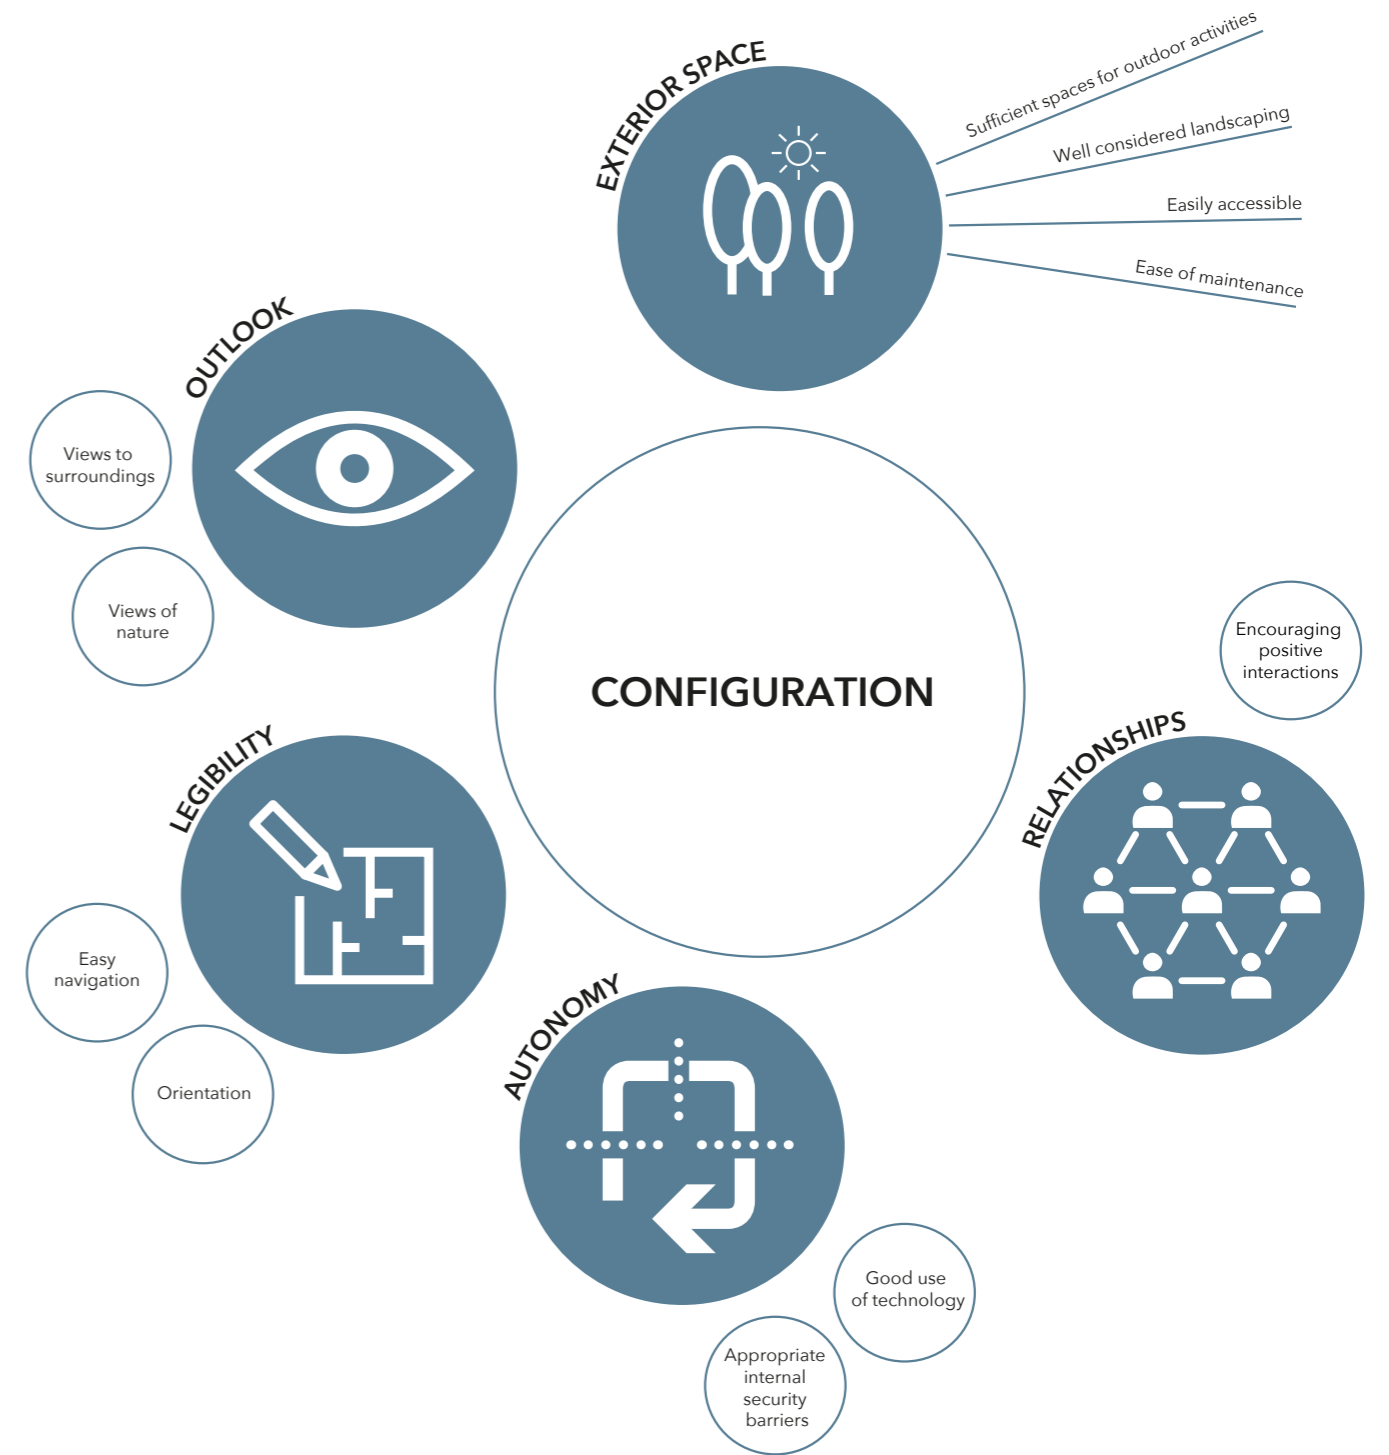 EXTERIOR SPACE
Sufficient spaces for outdoor activities
Well considered landscaping
Easily accessible
Ease of maintenance
OUTLOOK
Views to
surroundings
Views of
nature
CONFIGURATION
Encouraging
positive
interactions
RELATIONSHIPS
LEGIBILITY
Easy
navigation
Orientation
AUTONOMY
Good use
of technology
Appropriate
internal
security
barriers